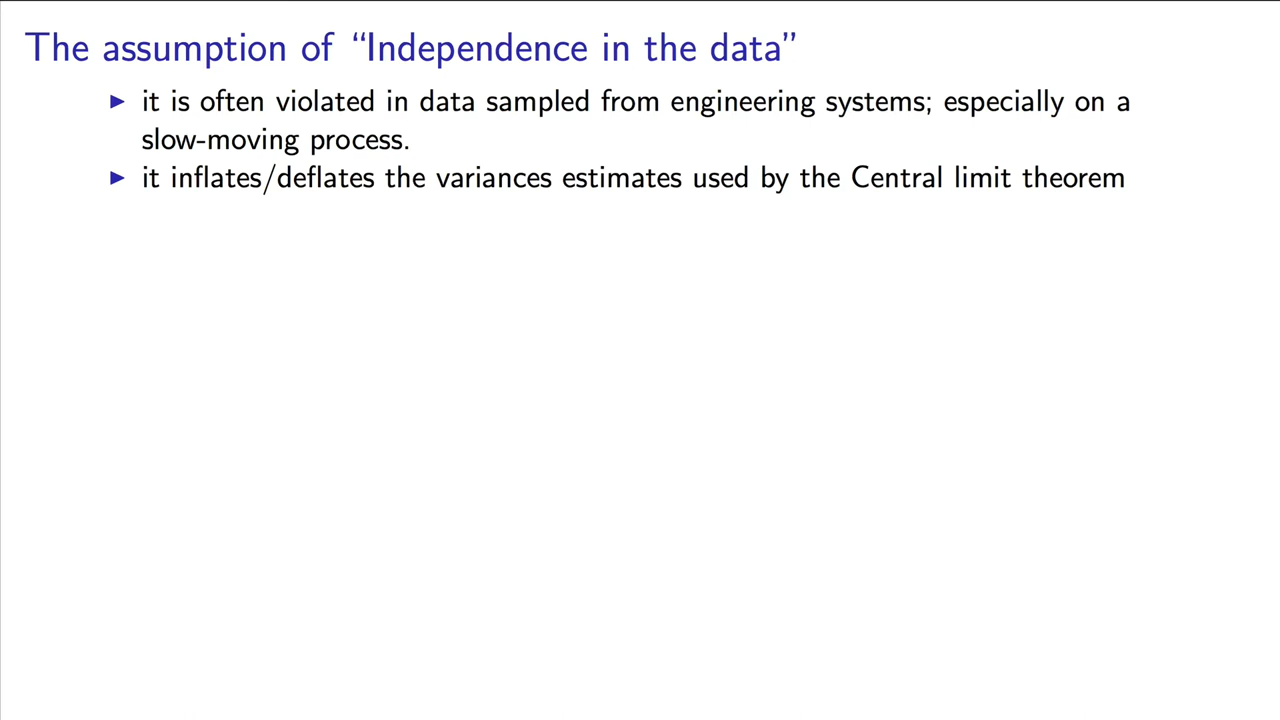 The assumption of “Independence in the data”
▶ it is often violated in data sampled from engineering systems; especially on a
slow-moving process.
▶ it inflates/deflates the variances estimates used by the Central limit theorem